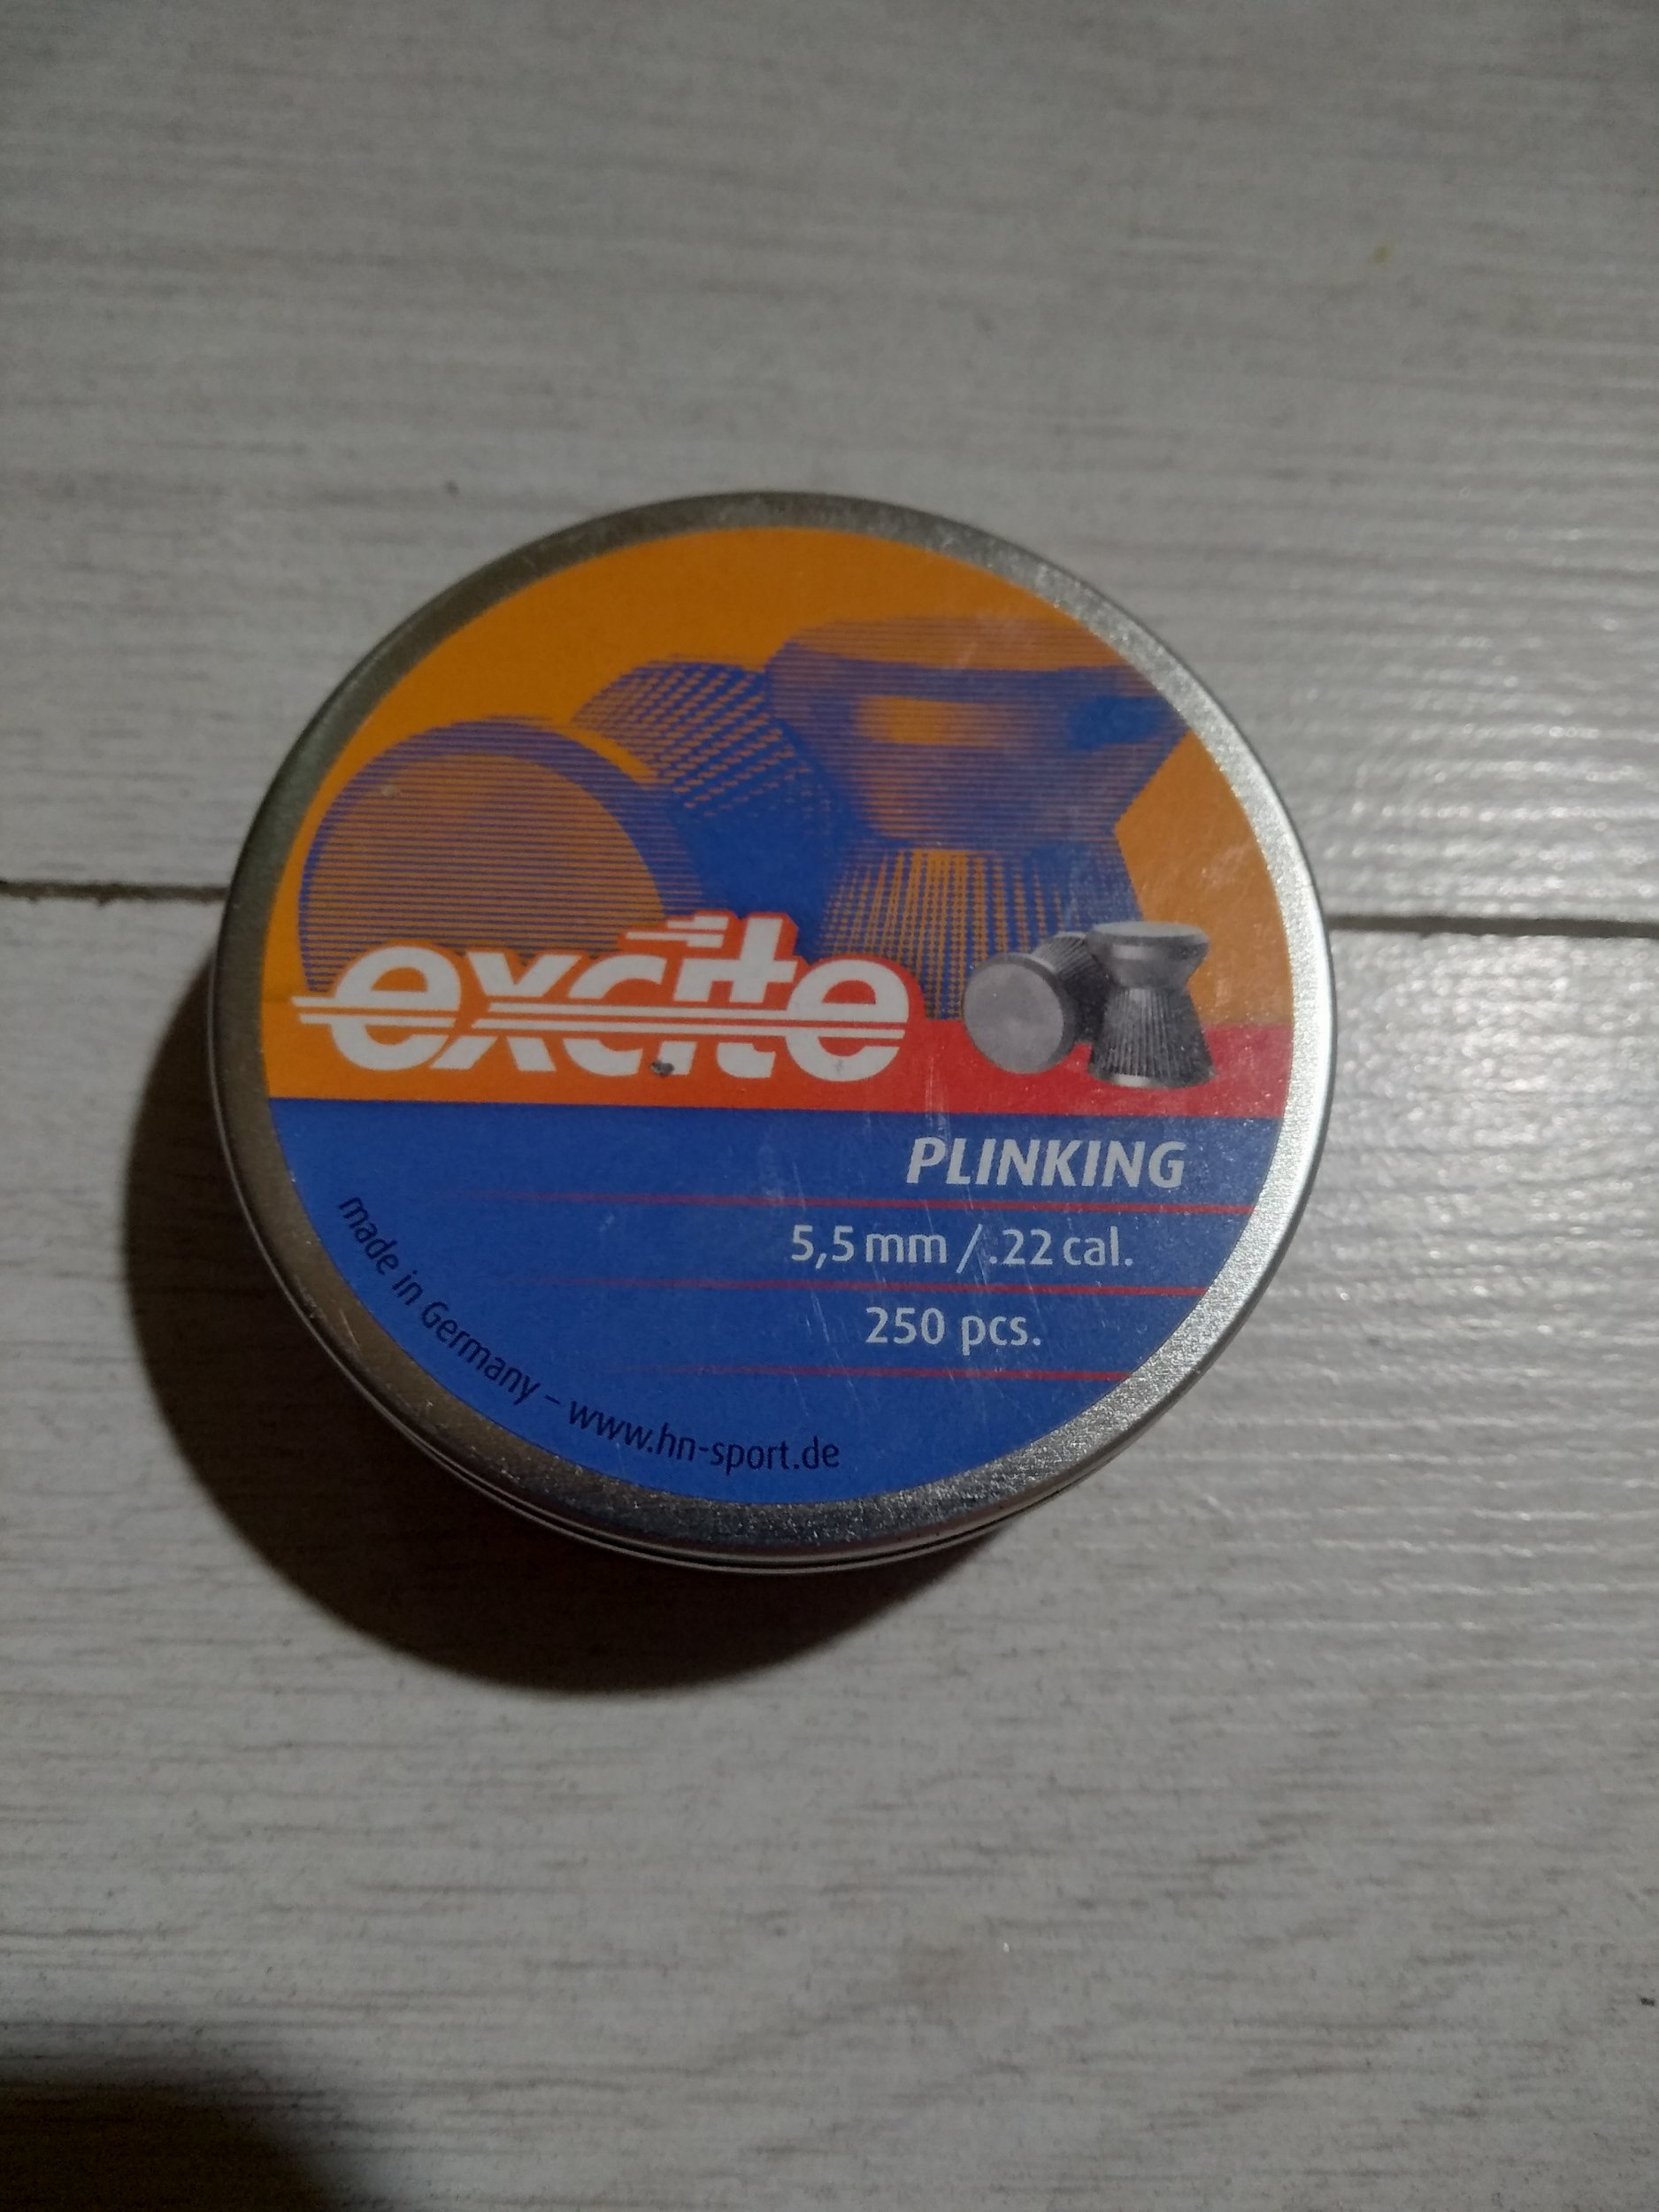 excite
PLINKING
5,5 mm / .22 cal.
250 pcs.
made in Germany – www.hn-sport.de